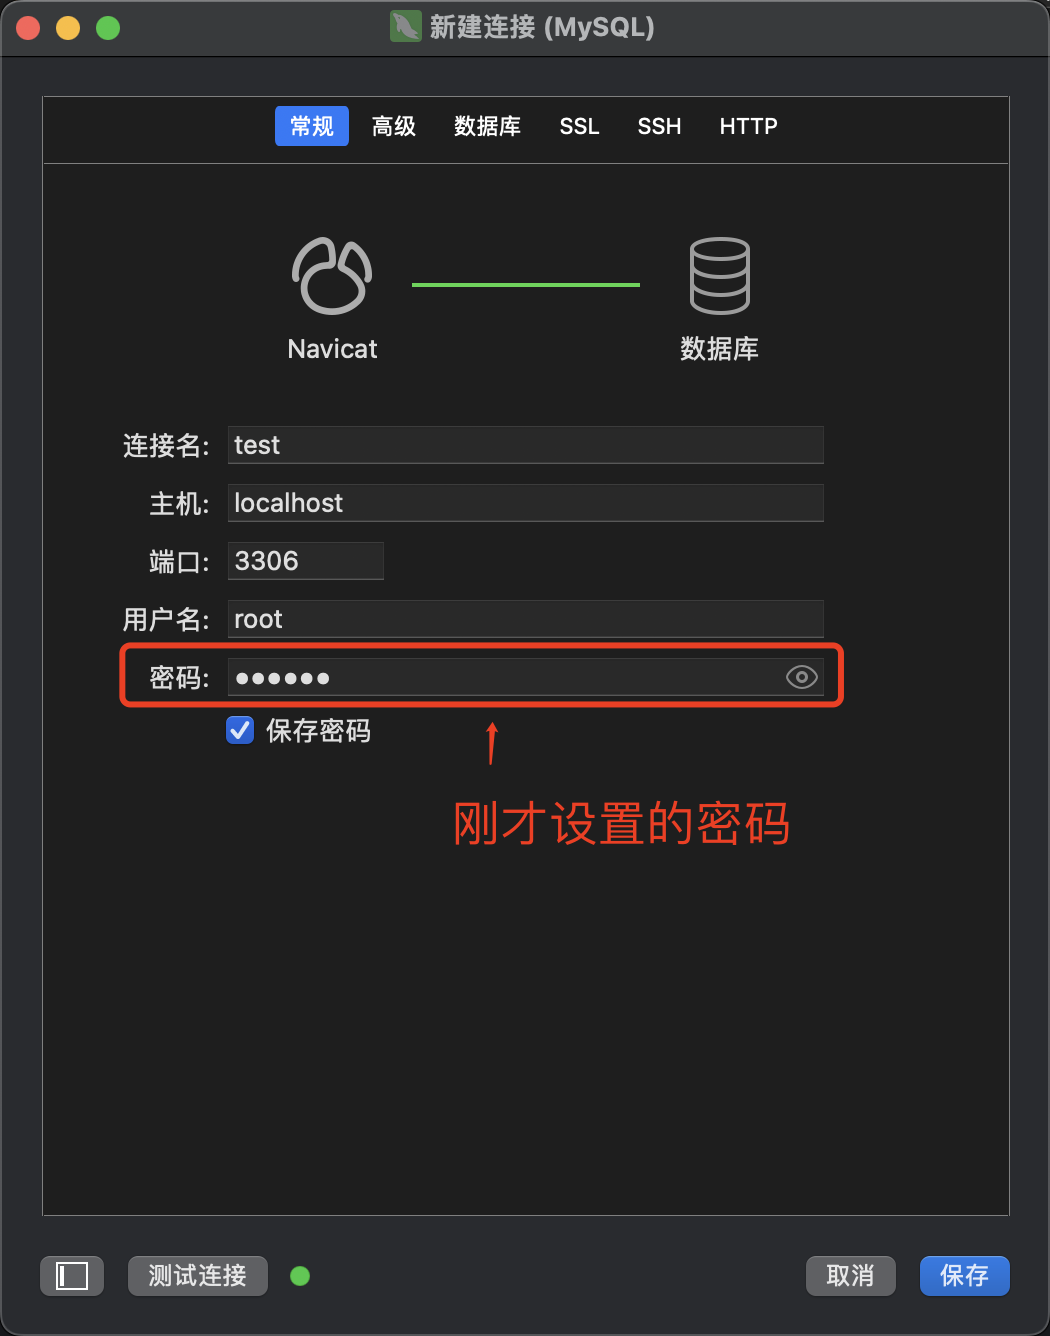 新建连接 (MySQL)
常规 高级 数据库 SSL SSH HTTP
Navicat 数据库
连接名: test
主机: localhost
端口: 3306
用户名: root
密码: ••••••
保存密码
刚才设置的密码
测试连接 取消 保存